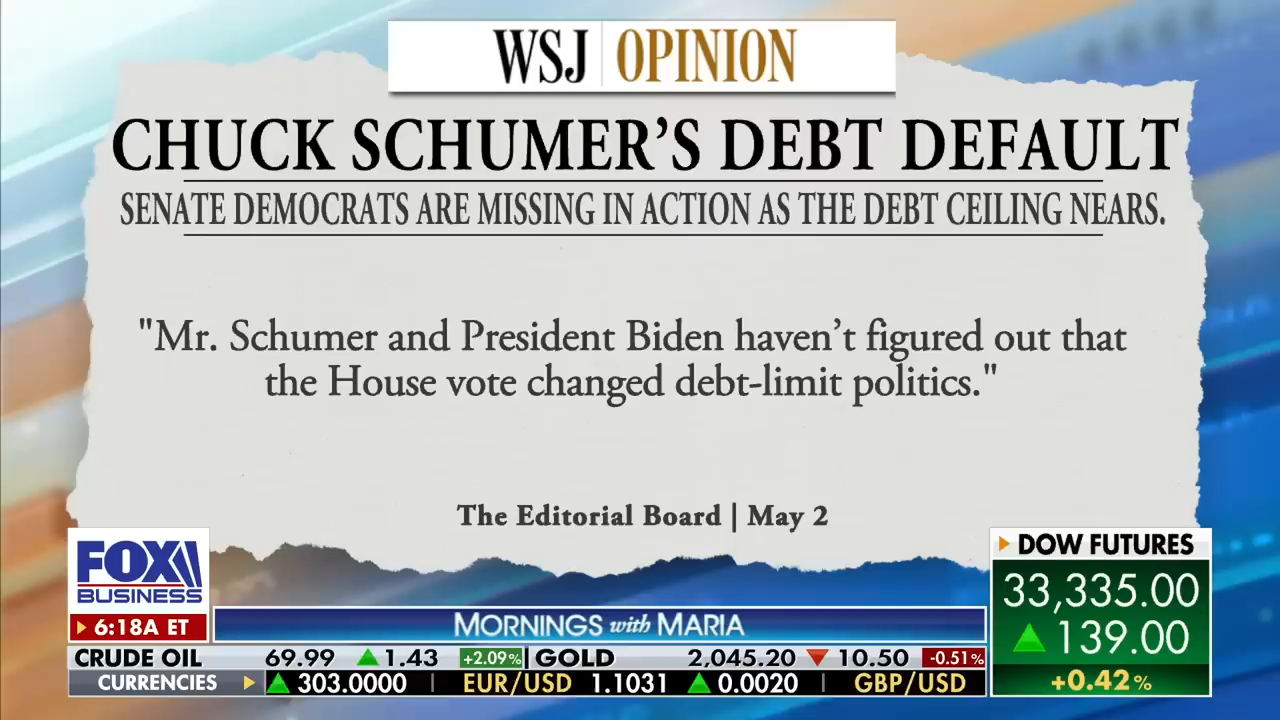 WSJ OPINION
CHUCK SCHUMER'S DEBT DEFAULT
SENATE DEMOCRATS ARE MISSING IN ACTION AS THE DEBT CEILING NEARS.
"Mr. Schumer and President Biden haven't figured out that
the House vote changed debt-limit politics."
The Editorial Board | May 2
FOX
BUSINESS
6:18A ET
MORNINGS with MARIA
DOW FUTURES
33,335.00
139.00
+0.42%
CRUDE OIL 69.99 1.43 +2.09% GOLD 2,045.20 10.50 -0.51%
CURRENCIES 303.0000 | EUR/USD 1.1031 0.0020 | GBP/USD